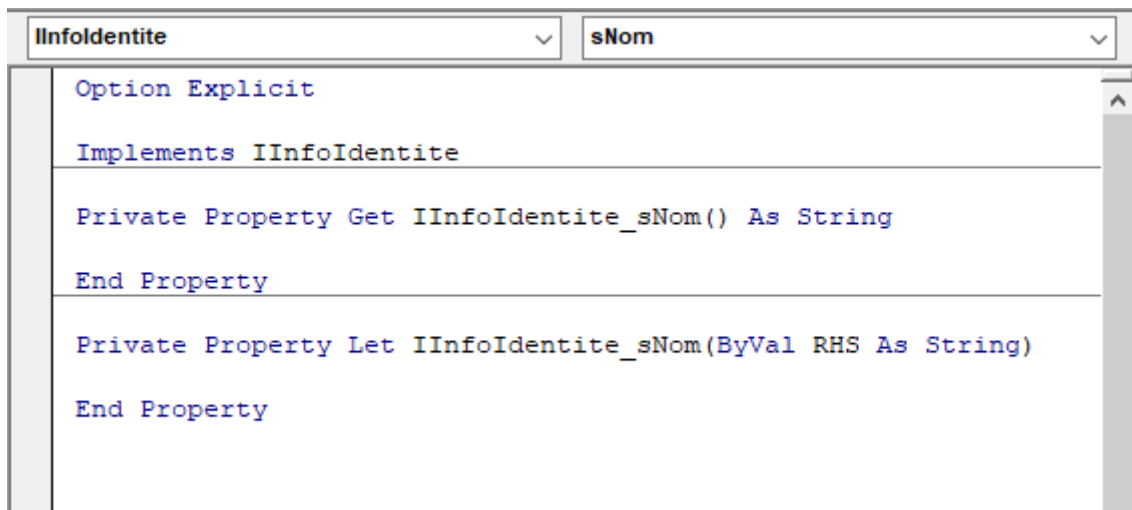 IInfoIdentite sNom
Option Explicit
Implements IInfoIdentite
Private Property Get IInfoIdentite_sNom() As String
End Property
Private Property Let IInfoIdentite_sNom(ByVal RHS As String)
End Property